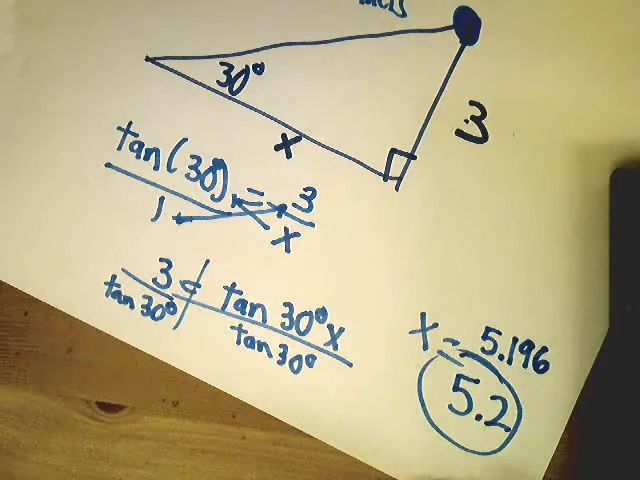 30°
3
x
tan(30) = 3
1 x
3 = tan 30° x
tan 30° tan 30°
x = 5.196
5.2